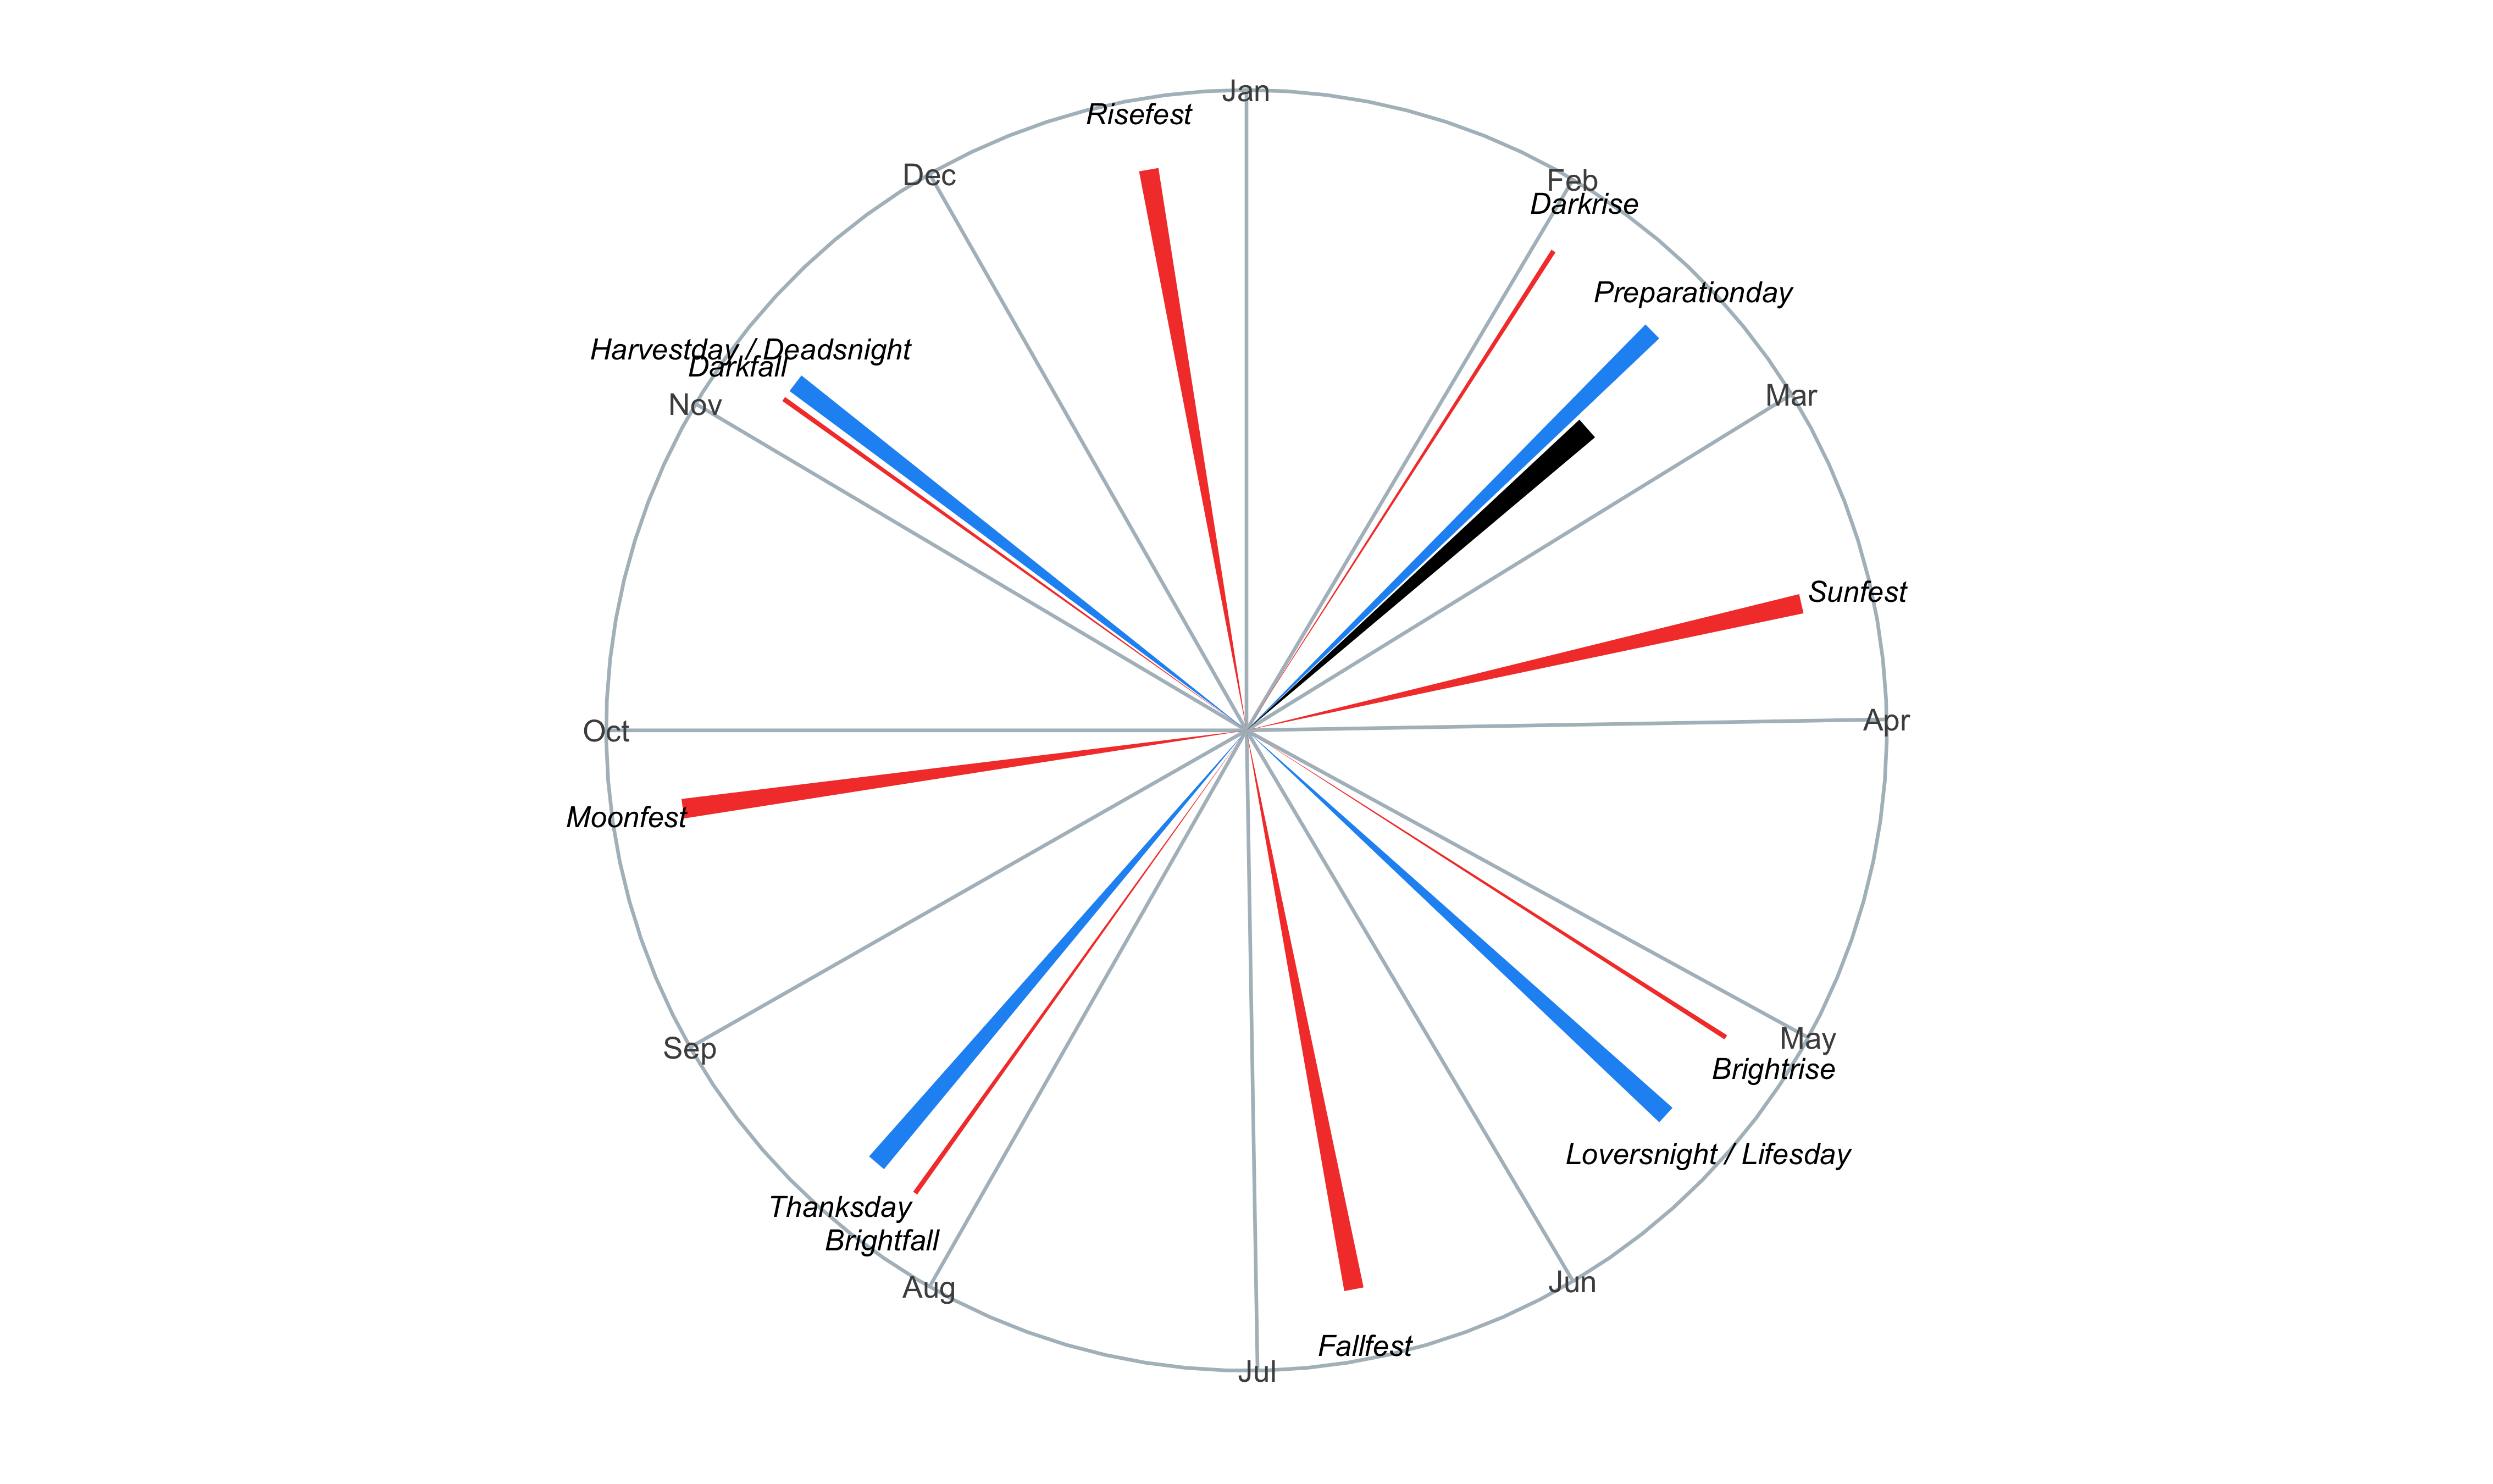 Jan
Risefest
Dec
Feb
Darkrise
Preparationday
Harvestday / Deadsnight
Darkfall
Nov
Mar
Sunfest
Oct
Apr
Moonfest
Sep
May
Brightrise
Loversnight / Lifesday
Thanksday
Brightfall
Aug
Jun
Fallfest
Jul